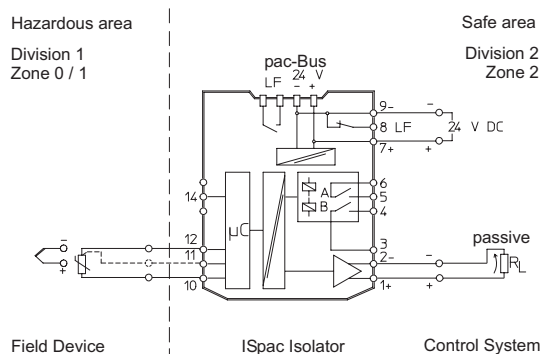 Hazardous area
Safe area
Division 1
Zone 0 / 1
Division 2
Zone 2
pac-Bus
LF 24 V
- +
9-
-
8 LF
24 V DC
7+
+
14
A
B
6
5
4
µC
12
11
10
-
+
3
2-
-
1+
+
passive
RL
Field Device
ISpac Isolator
Control System